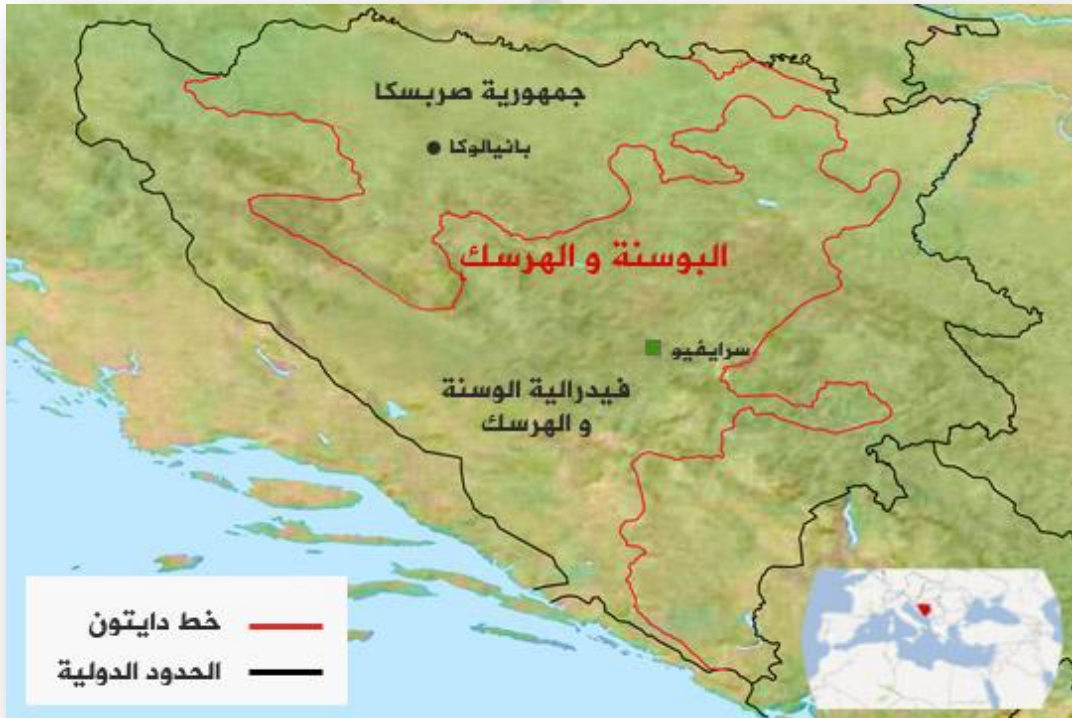 جمهورية صربسكا
بانيالوكا
البوسنة و الهرسك
سرايفيو
فيدرالية الوسنة
و الهرسك
خط دايتون
الحدود الدولية